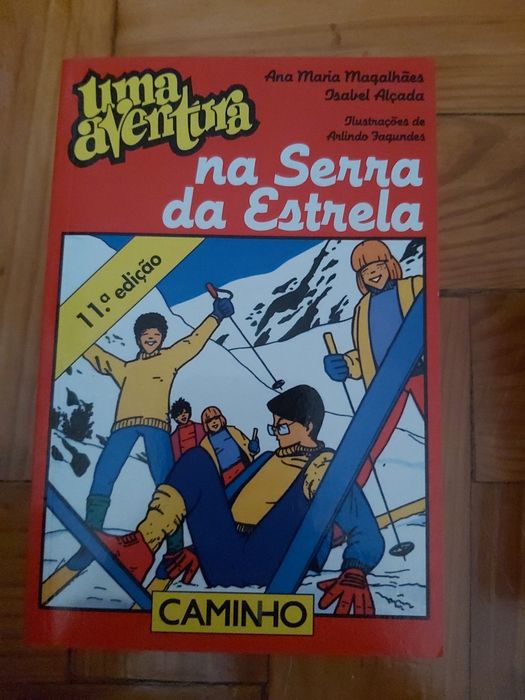 uma
aventura
Ana Maria Magalhães
Isabel Alçada
Ilustrações de
Arlindo Fagundes
na Serra
da Estrela
11.ª edição
CAMINHO